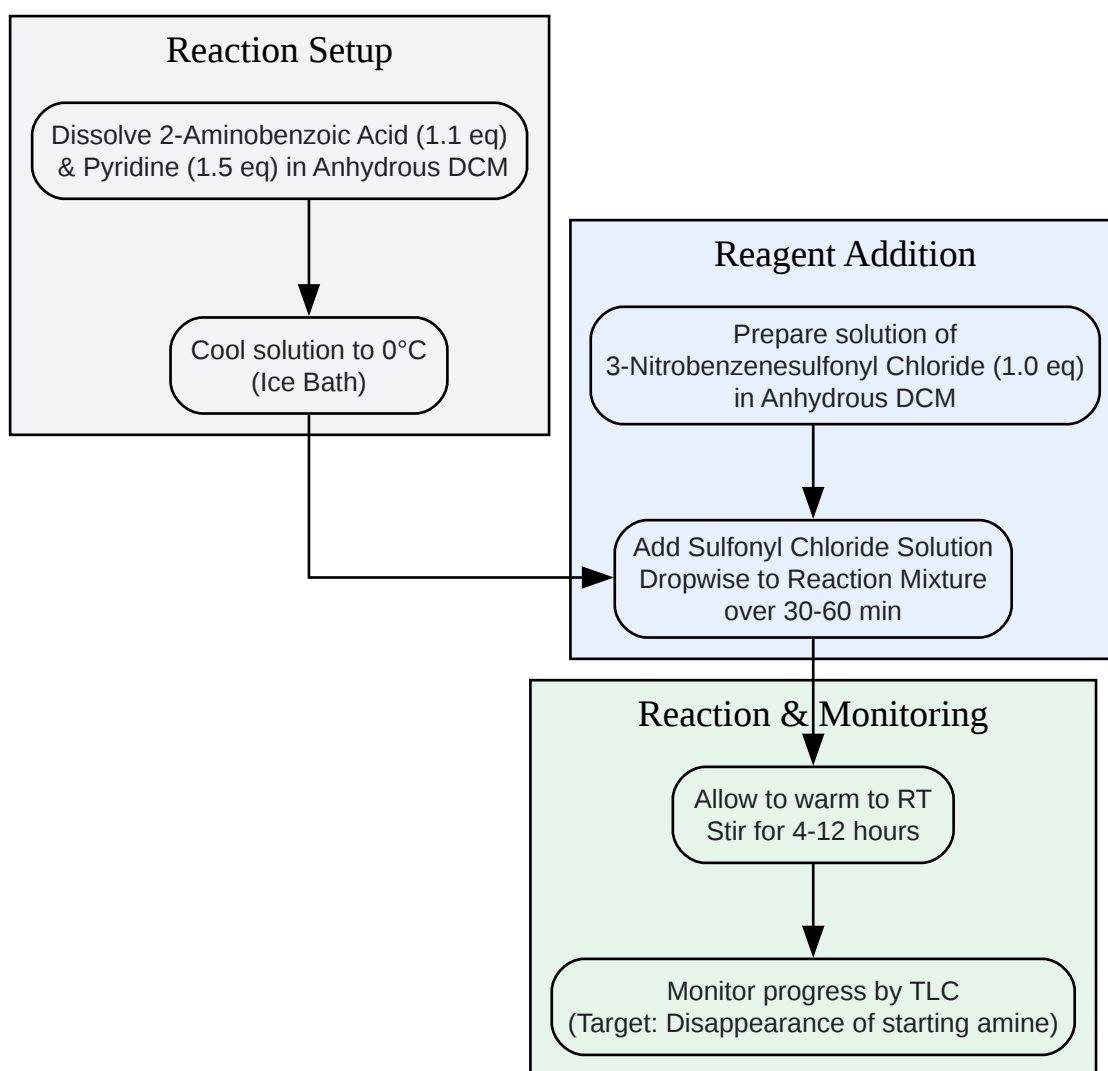 Reaction Setup
Dissolve 2-Aminobenzoic Acid (1.1 eq)
& Pyridine (1.5 eq) in Anhydrous DCM
Cool solution to 0°C
(Ice Bath)
Reagent Addition
Prepare solution of
3-Nitrobenzenesulfonyl Chloride (1.0 eq)
in Anhydrous DCM
Add Sulfonyl Chloride Solution
Dropwise to Reaction Mixture
over 30-60 min
Reaction & Monitoring
Allow to warm to RT
Stir for 4-12 hours
Monitor progress by TLC
(Target: Disappearance of starting amine)